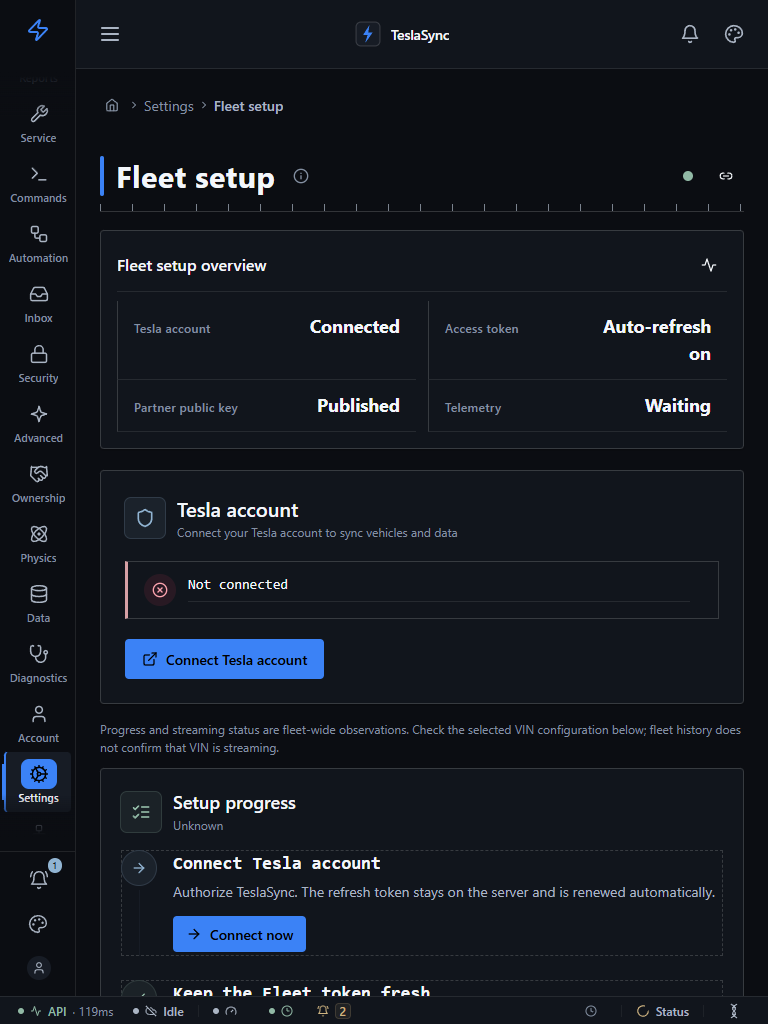 TeslaSync
Service
Commands
Automation
Inbox
Security
Advanced
Ownership
Physics
Data
Diagnostics
Account
Settings
1
Settings
Fleet setup
Fleet setup
Fleet setup overview
Tesla account
Connected
Access token
Auto-refresh
on
Partner public key
Published
Telemetry
Waiting
Tesla account
Connect your Tesla account to sync vehicles and data
Not connected
Connect Tesla account
Progress and streaming status are fleet-wide observations. Check the selected VIN configuration below; fleet history does
not confirm that VIN is streaming.
Setup progress
Unknown
Connect Tesla account
Authorize TeslaSync. The refresh token stays on the server and is renewed automatically.
Connect now
Keep the Fleet token fresh
API · 119ms
Idle
2
Status